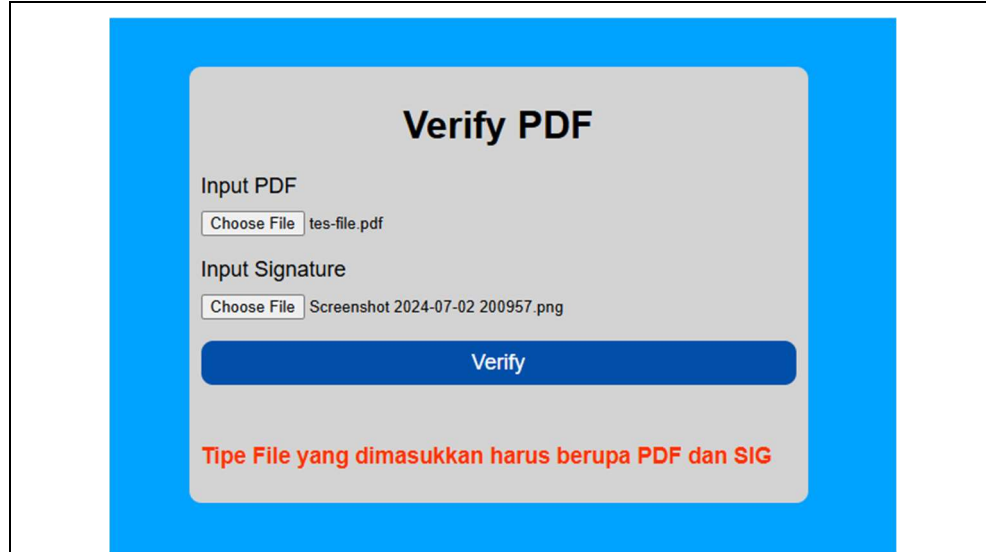 Verify PDF
Input PDF
Choose File tes-file.pdf
Input Signature
Choose File Screenshot 2024-07-02 200957.png
Verify
Tipe File yang dimasukkan harus berupa PDF dan SIG